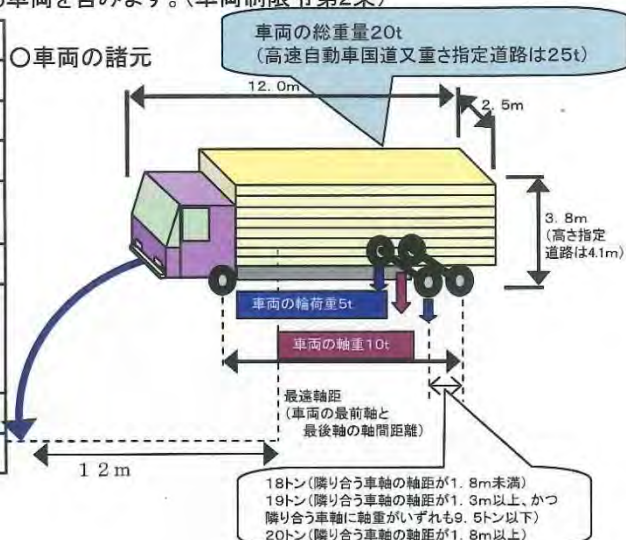 車両を含みます。(車両制限令第2条)
〇車両の諸元
車両の総重量20t
(高速自動車国道又重さ指定道路は25t)
12.0m
2.5m
3.8m
(高さ指定
道路は4.1m)
車両の輪荷重5t
車両の軸重10t
最遠軸距
(車両の最前軸と
最後軸の軸間距離)
12m
18トン(隣り合う車軸の軸距が1.8m未満)
19トン(隣り合う車軸の軸距が1.3m以上、かつ
隣り合う車軸に軸重がいずれも9.5トン以下)
20トン(隣り合う車軸の軸距が1.8m以上)